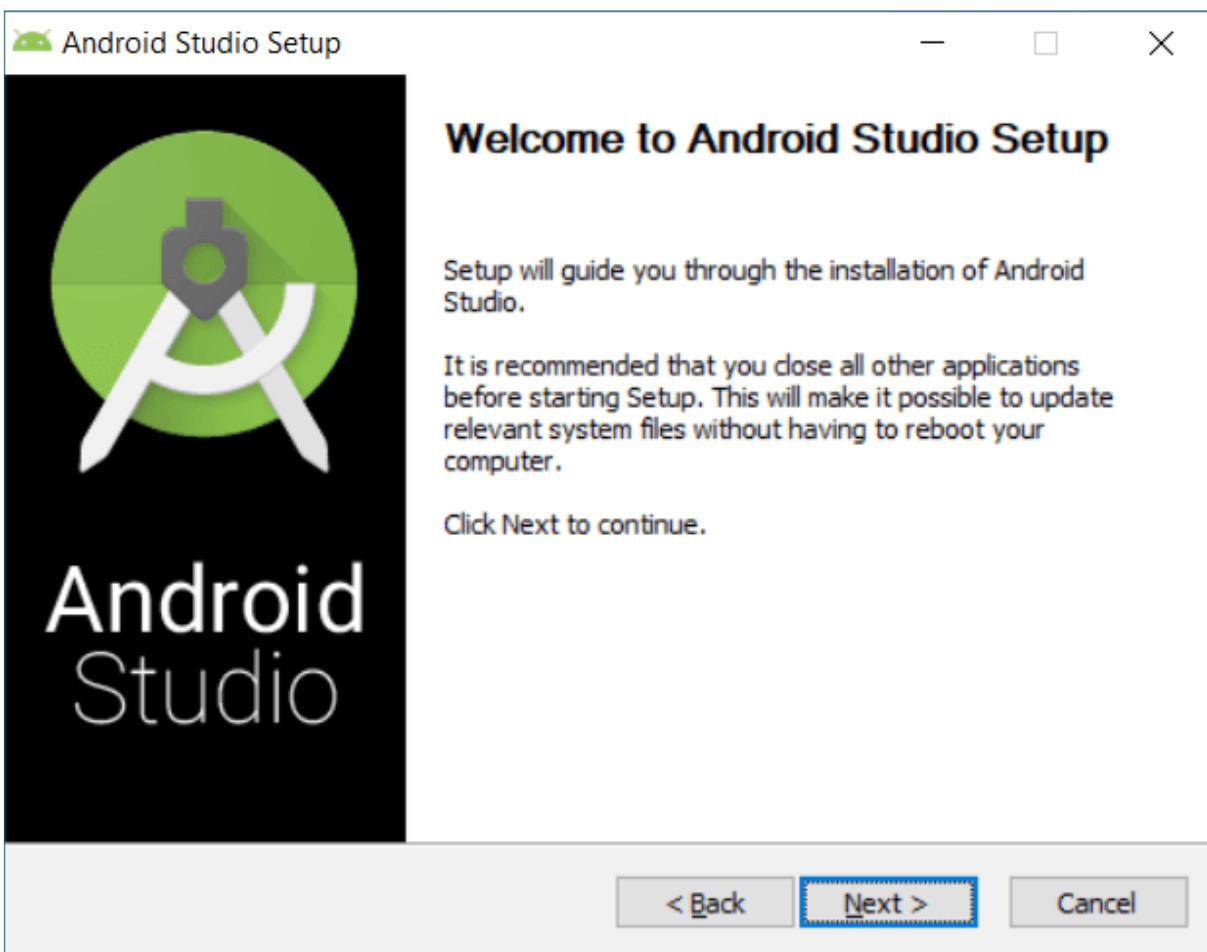 Android Studio Setup
Welcome to Android Studio Setup
Setup will guide you through the installation of Android
Studio.
It is recommended that you close all other applications
before starting Setup. This will make it possible to update
relevant system files without having to reboot your
computer.
Click Next to continue.
Android
Studio
< Back
Next >
Cancel